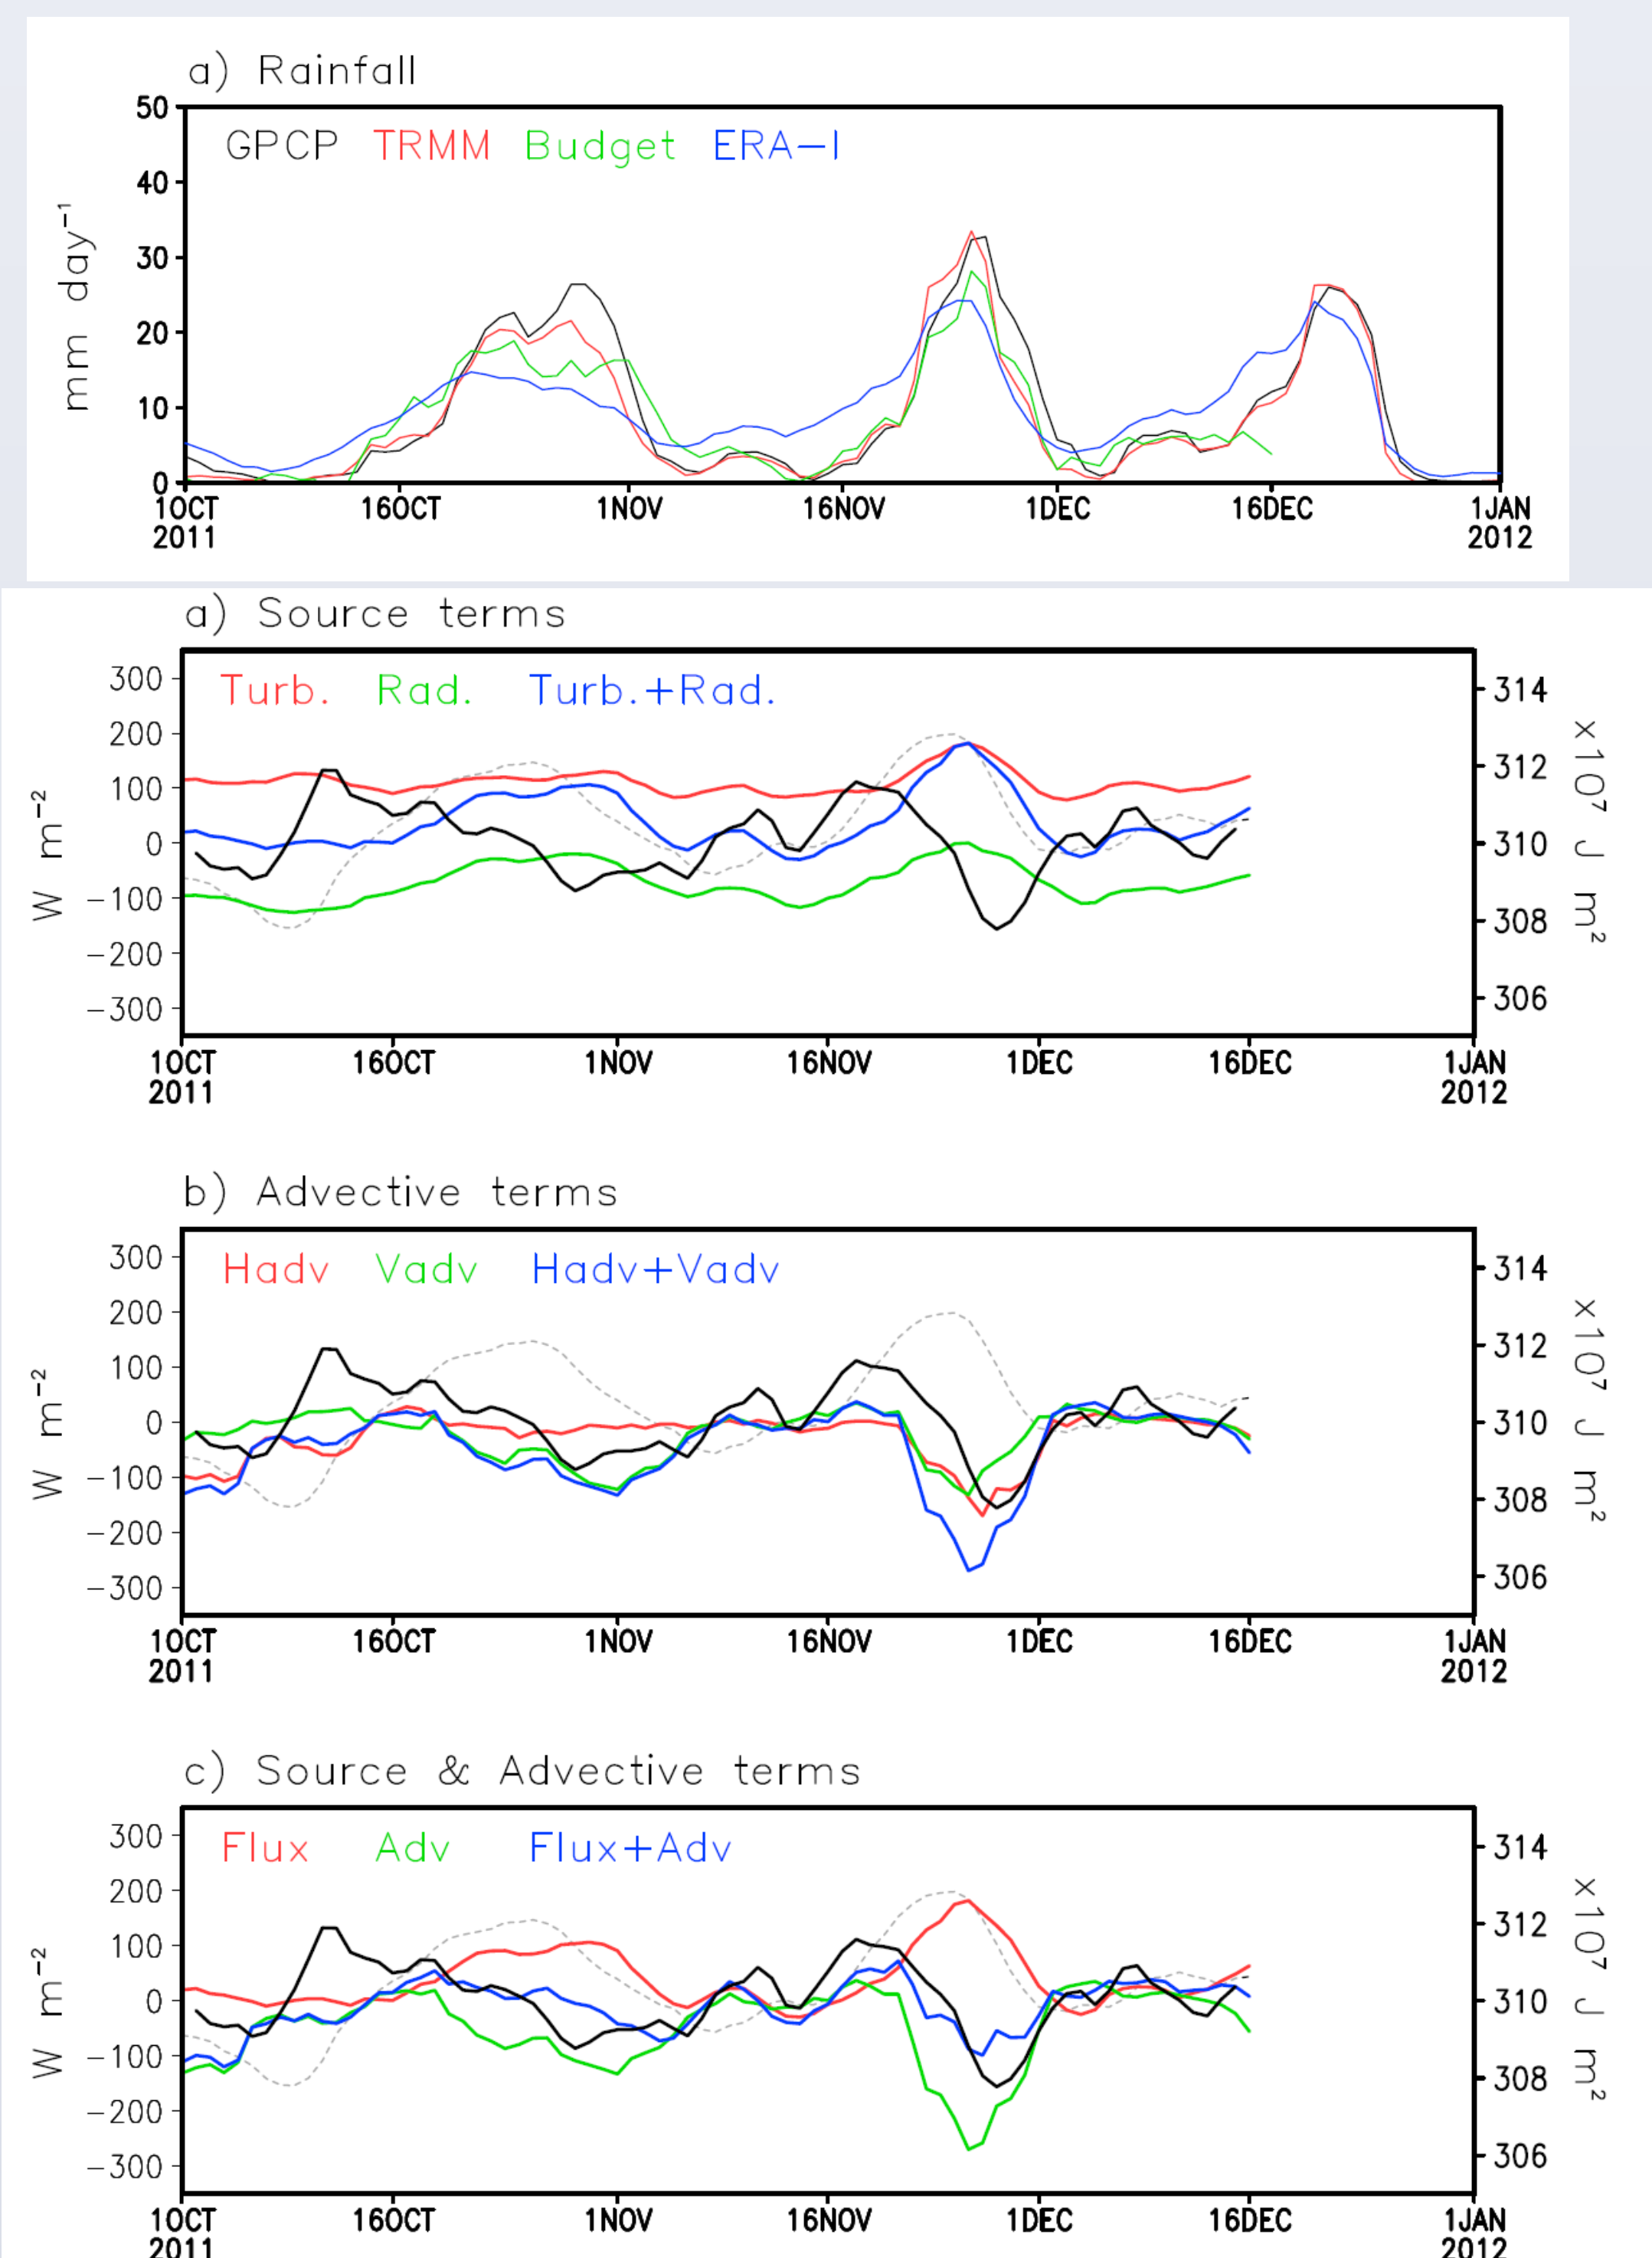 a) Rainfall
50
GPCP TRMM Budget ERA-I
40
30
20
10
0
mm day⁻¹
1OCT 16OCT 1NOV 16NOV 1DEC 16DEC 1JAN
2011 2012
a) Source terms
Turb. Rad. Turb.+Rad.
300
200
100
0
-100
-200
-300
W m⁻²
314
312
310
308
306
x10⁷ J m²
1OCT 16OCT 1NOV 16NOV 1DEC 16DEC 1JAN
2011 2012
b) Advective terms
Hadv Vadv Hadv+Vadv
300
200
100
0
-100
-200
-300
W m⁻²
314
312
310
308
306
x10⁷ J m²
1OCT 16OCT 1NOV 16NOV 1DEC 16DEC 1JAN
2011 2012
c) Source & Advective terms
Flux Adv Flux+Adv
300
200
100
0
-100
-200
-300
W m⁻²
314
312
310
308
306
x10⁷ J m²
1OCT 16OCT 1NOV 16NOV 1DEC 16DEC 1JAN
2011 2012